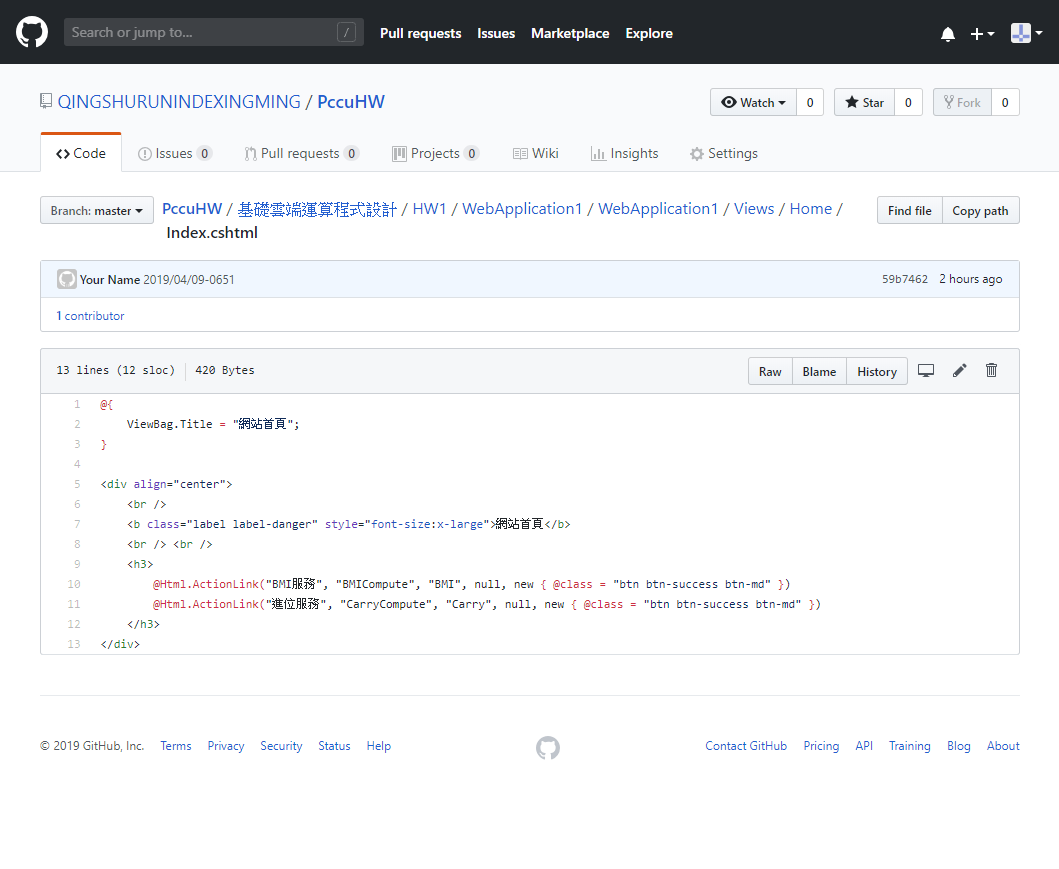 Search or jump to... / Pull requests Issues Marketplace Explore
QINGSHURUNINDEXINGMING / PccuHW Watch 0 Star 0 Fork 0
Code Issues 0 Pull requests 0 Projects 0 Wiki Insights Settings
Branch: master PccuHW / 基礎雲端運算程式設計 / HW1 / WebApplication1 / WebApplication1 / Views / Home / Find file Copy path
Index.cshtml
Your Name 2019/04/09-0651 59b7462 2 hours ago
1 contributor
13 lines (12 sloc) 420 Bytes Raw Blame History
1 @{
2 ViewBag.Title = "網站首頁";
3 }
4
5 <div align="center">
6 <br />
7 <b class="label label-danger" style="font-size:x-large">網站首頁</b>
8 <br /> <br />
9 <h3>
10 @Html.ActionLink("BMI服務", "BMICompute", "BMI", null, new { @class = "btn btn-success btn-md" })
11 @Html.ActionLink("進位服務", "CarryCompute", "Carry", null, new { @class = "btn btn-success btn-md" })
12 </h3>
13 </div>
© 2019 GitHub, Inc. Terms Privacy Security Status Help Contact GitHub Pricing API Training Blog About